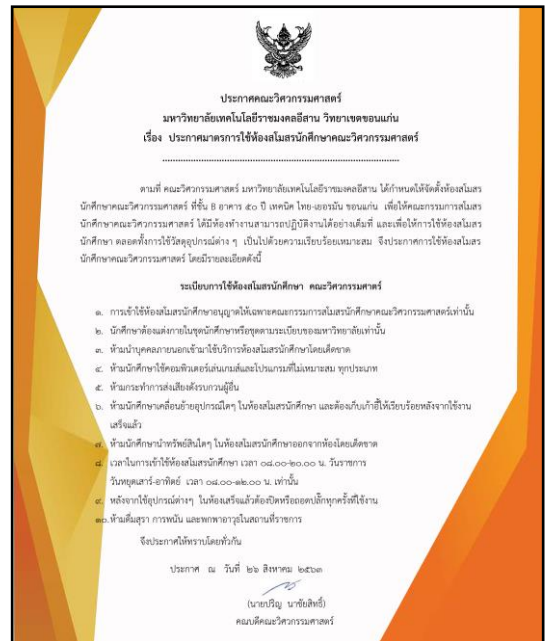 ประกาศคณะวิศวกรรมศาสตร์
มหาวิทยาลัยเทคโนโลยีราชมงคลอีสาน วิทยาเขตขอนแก่น
เรื่อง ประกาศมาตรการใช้ห้องสโมสรนักศึกษาคณะวิศวกรรมศาสตร์
ตามที่ คณะวิศวกรรมศาสตร์ มหาวิทยาลัยเทคโนโลยีราชมงคลอีสาน ได้กำหนดให้จัดตั้งห้องสโมสร
นักศึกษาคณะวิศวกรรมศาสตร์ ที่ชั้น B อาคาร ๕๐ ปี เทคนิค ไทย-เยอรมัน ขอนแก่น เพื่อให้คณะกรรมการสโมสร
นักศึกษาคณะวิศวกรรมศาสตร์ ได้มีห้องทำงานสามารถปฏิบัติงานได้อย่างเต็มที่ และเพื่อให้การใช้ห้องสโมสร
นักศึกษา ตลอดทั้งการใช้วัสดุอุปกรณ์ต่าง ๆ เป็นไปด้วยความเรียบร้อยเหมาะสม จึงประกาศการใช้ห้องสโมสร
นักศึกษาคณะวิศวกรรมศาสตร์ โดยมีรายละเอียดดังนี้
ระเบียบการใช้ห้องสโมสรนักศึกษา คณะวิศวกรรมศาตร์
๑. การเข้าใช้ห้องสโมสรนักศึกษาอนุญาตให้เฉพาะคณะกรรมการสโมสรนักศึกษาคณะวิศวกรรมศาสตร์เท่านั้น
๒. นักศึกษาต้องแต่งกายในชุดนักศึกษาหรือชุดตามระเบียบของมหาวิทยาลัยเท่านั้น
๓. ห้ามนำบุคคลภายนอกเข้ามาใช้บริการห้องสโมสรนักศึกษาโดยเด็ดขาด
๔. ห้ามนักศึกษาใช้คอมพิวเตอร์เล่นเกมส์และโปรแกรมที่ไม่เหมาะสม ทุกประเภท
๕. ห้ามกระทำการส่งเสียงดังรบกวนผู้อื่น
๖. ห้ามนักศึกษาเคลื่อนย้ายอุปกรณ์ใดๆ ในห้องสโมสรนักศึกษา และต้องเก็บเก้าอี้ให้เรียบร้อยหลังจากใช้งาน
เสร็จแล้ว
๗. ห้ามนักศึกษานำทรัพย์สินใดๆ ในห้องสโมสรนักศึกษาออกจากห้องโดยเด็ดขาด
๘. เวลาในการเข้าใช้ห้องสโมสรนักศึกษา เวลา ๐๘.๐๐-๒๐.๐๐ น. วันราชการ
วันหยุดเสาร์-อาทิตย์ เวลา ๐๘.๐๐-๑๒.๐๐ น. เท่านั้น
๙. หลังจากใช้อุปกรณ์ต่างๆ ในห้องเสร็จแล้วต้องปิดหรือถอดปลั๊กทุกครั้งที่ใช้งาน
๑๐. ห้ามดื่มสุรา การพนัน และพกพาอาวุธในสถานที่ราชการ
จึงประกาศให้ทราบโดยทั่วกัน
ประกาศ ณ วันที่ ๒๖ สิงหาคม ๒๕๖๓
(นายปริญ นาชัยสิทธิ์)
คณบดีคณะวิศวกรรมศาสตร์